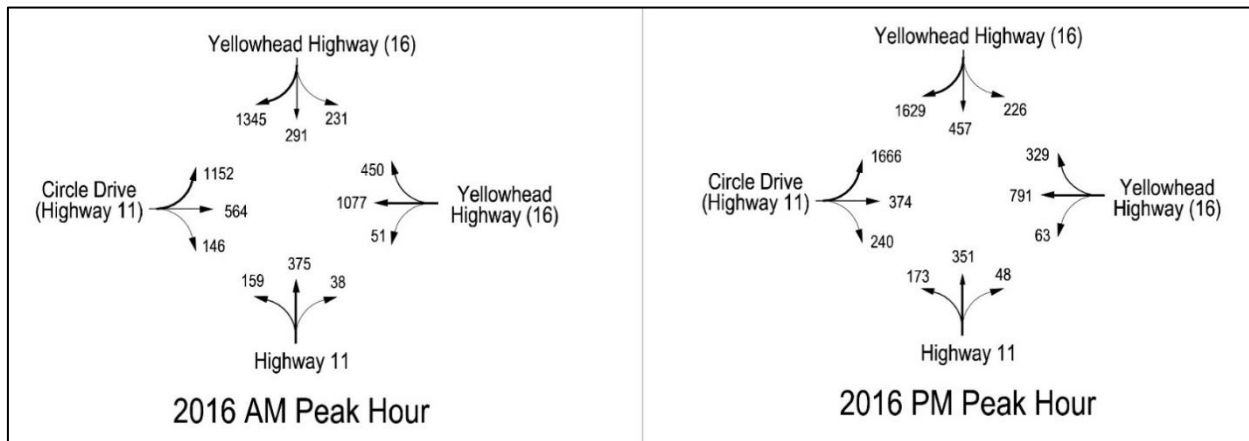 Yellowhead Highway (16)
1345
291
231
Circle Drive
(Highway 11)
1152
564
146
450
1077
51
Yellowhead
Highway (16)
159
375
38
Highway 11
2016 AM Peak Hour
Yellowhead Highway (16)
1629
457
226
Circle Drive
(Highway 11)
1666
374
240
329
791
63
Yellowhead
Highway (16)
173
351
48
Highway 11
2016 PM Peak Hour